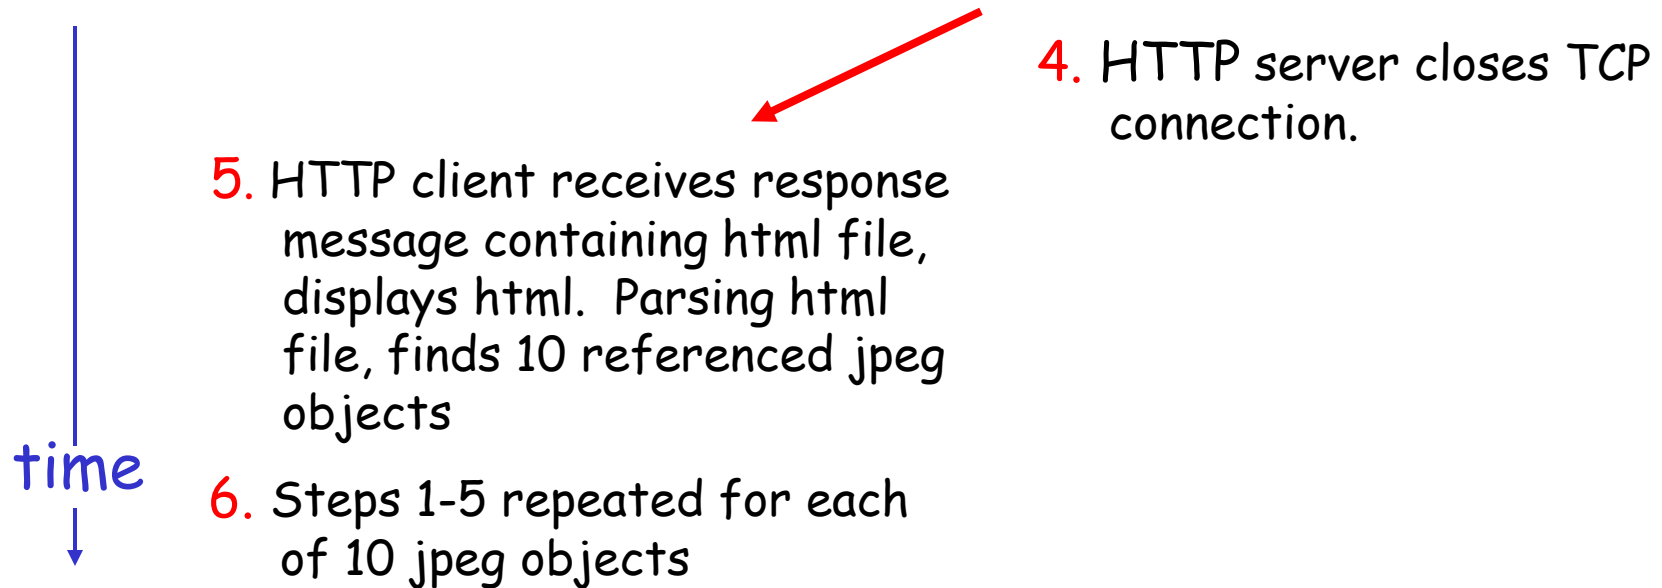 4. HTTP server closes TCP
connection.
5. HTTP client receives response
message containing html file,
displays html.  Parsing html
file, finds 10 referenced jpeg
objects
time
6. Steps 1-5 repeated for each
of 10 jpeg objects